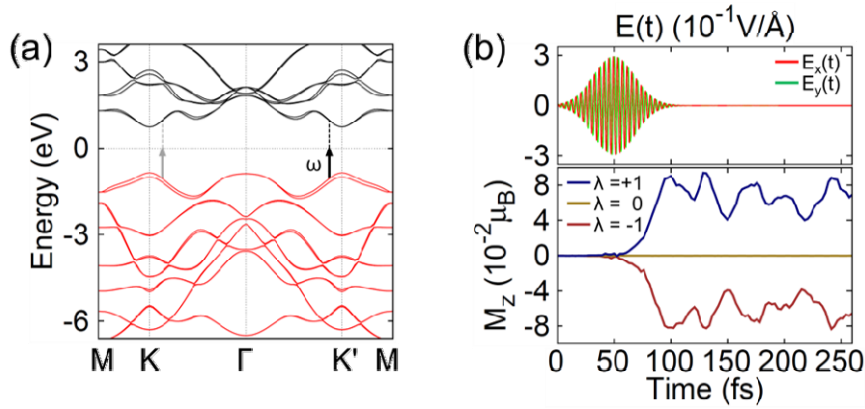 (a)
Energy (eV)
3
0
-3
-6
ω
M K Γ K' M
(b)
E(t) (10⁻¹V/Å)
3
0
-3
Eₓ(t)
Eᵧ(t)
M_Z (10⁻²μ_B)
8
4
0
-4
-8
λ =+1
λ = 0
λ = -1
0 50 100 150 200 250
Time (fs)